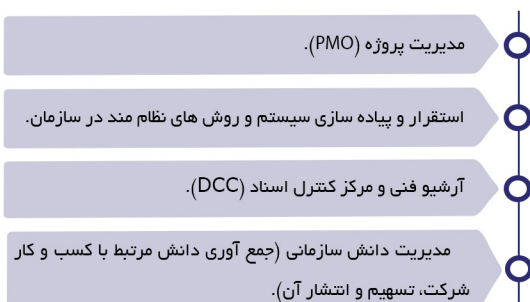 مدیریت پروژه (PMO).
استقرار و پیاده سازی سیستم و روش های نظام مند در سازمان.
آرشیو فنی و مرکز کنترل اسناد (DCC).
مدیریت دانش سازمانی (جمع آوری دانش مرتبط با کسب و کار
شرکت، تسهیم و انتشار آن).